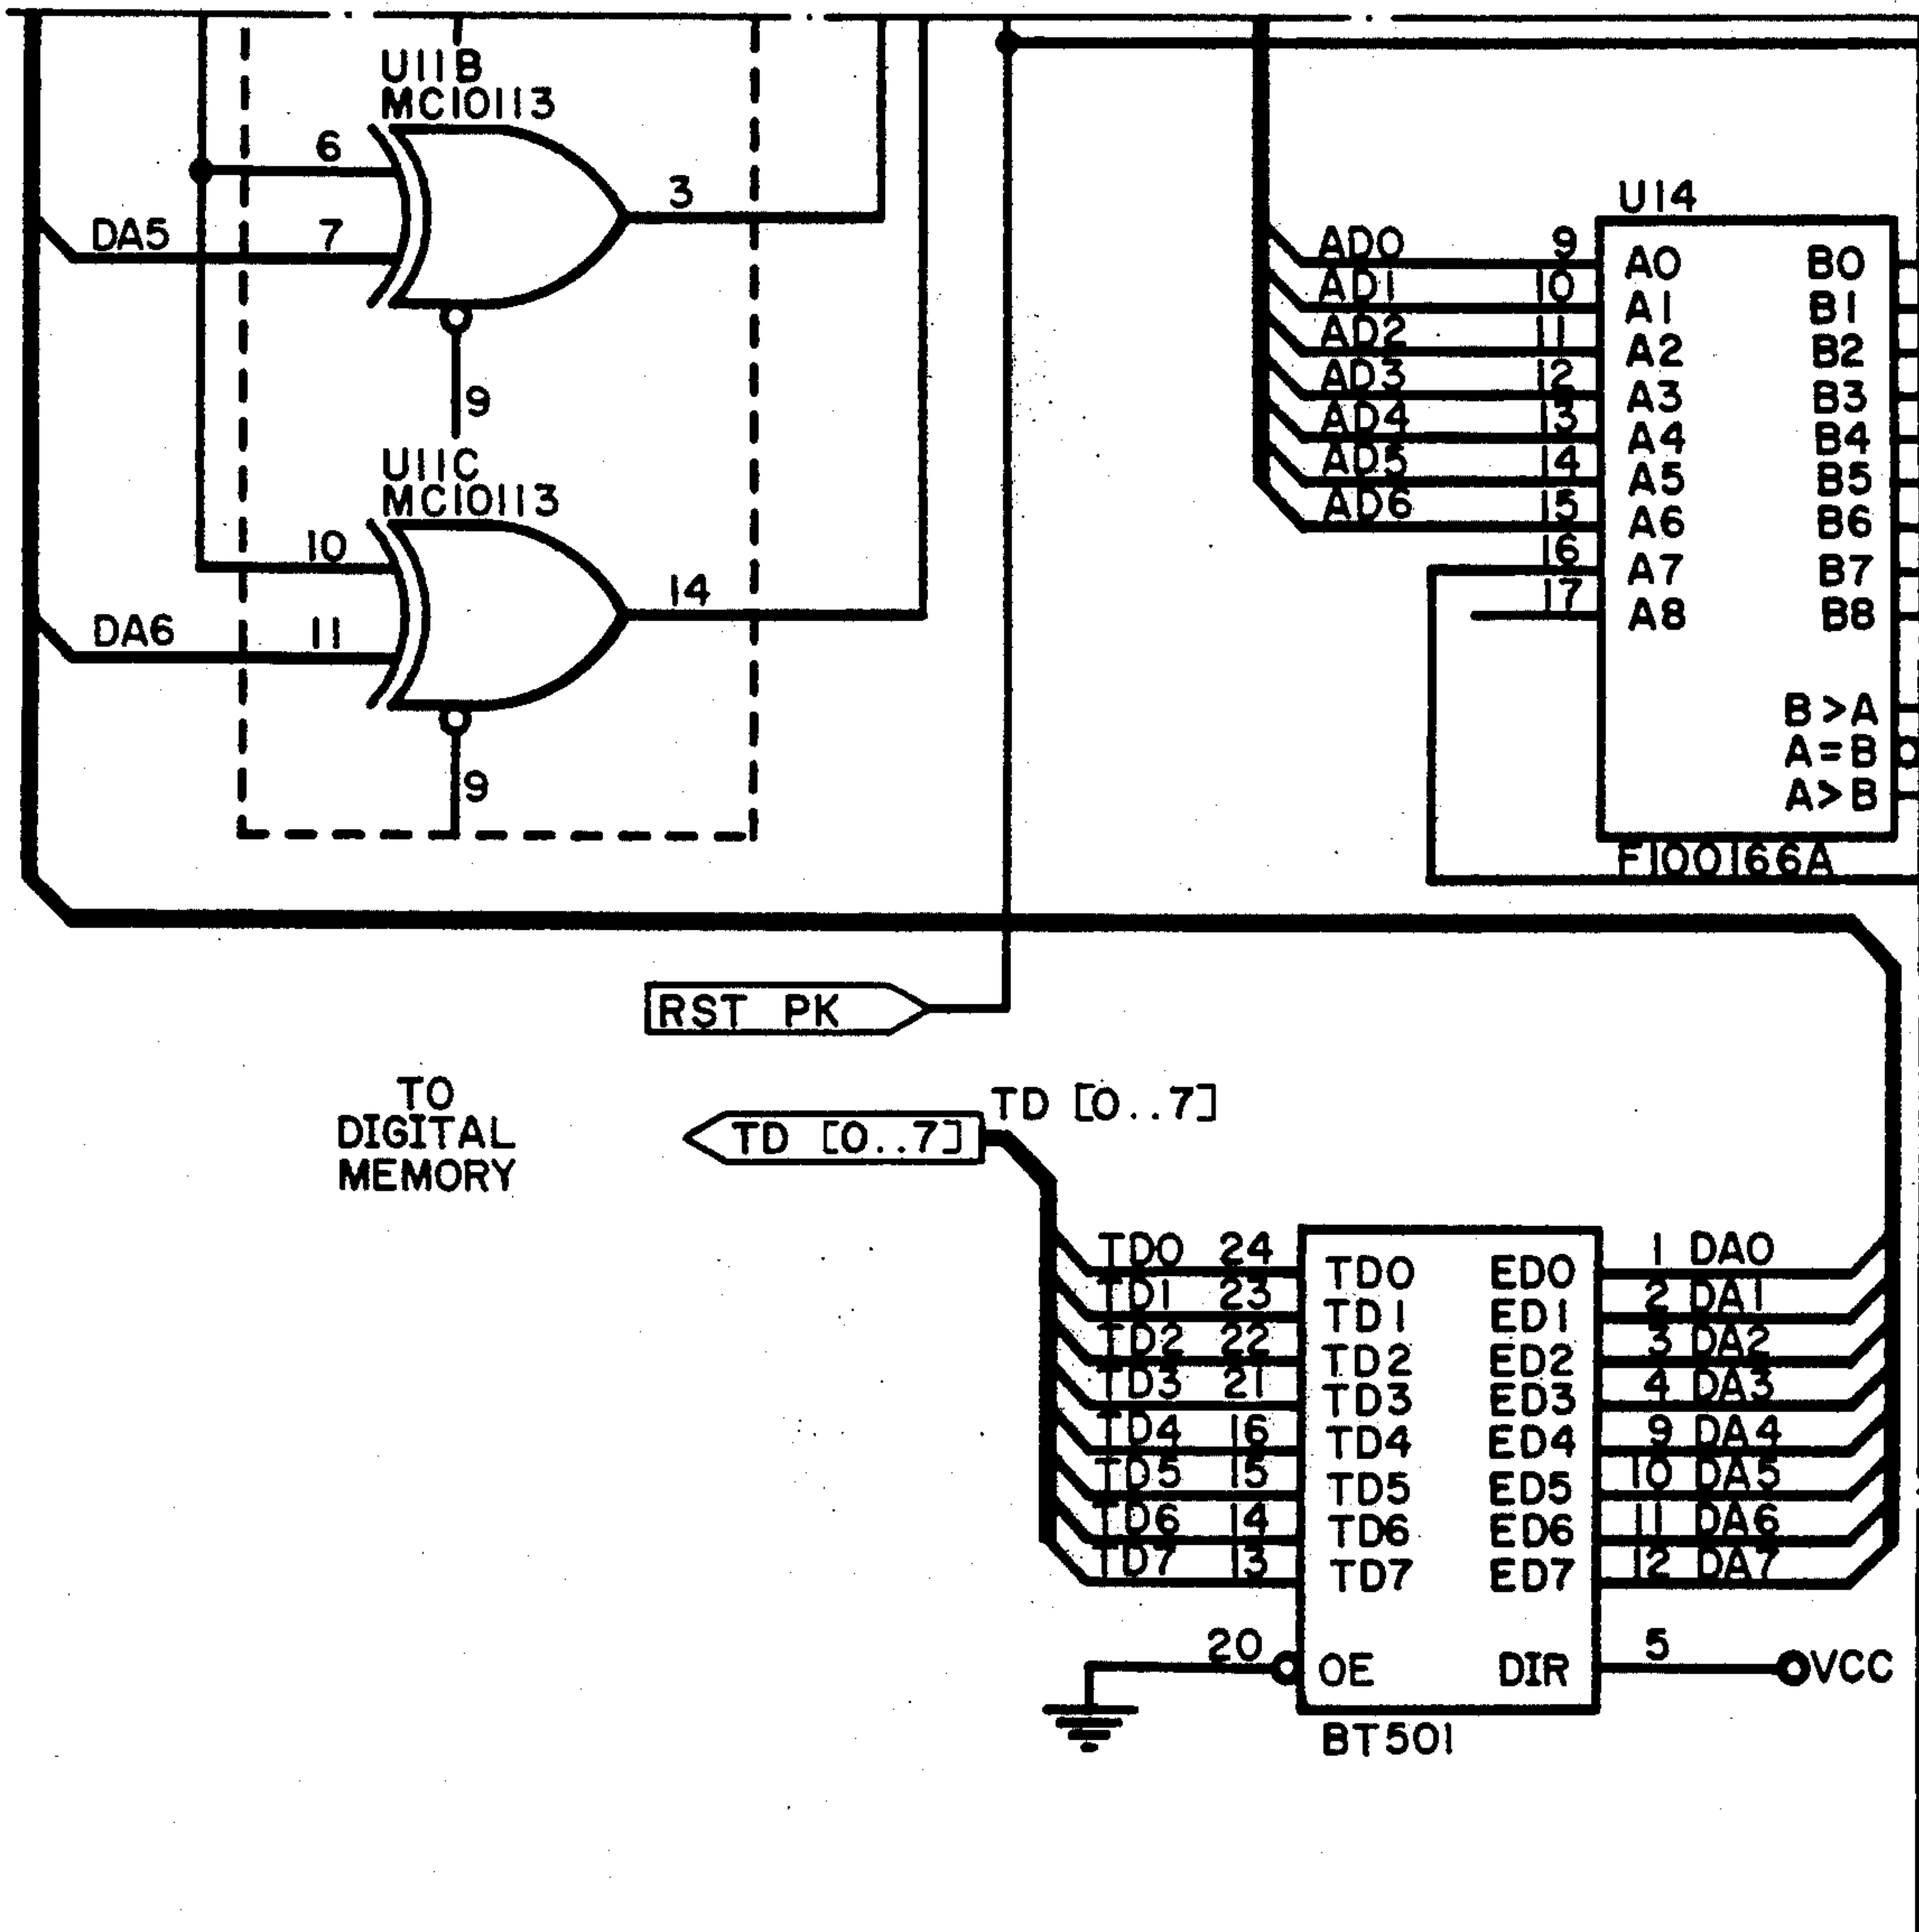 U11B
MC10113
6
DA5
7
3
9
U11C
MC10113
10
DA6
11
14
9
U14
AD0 9 A0 B0
AD1 10 A1 B1
AD2 11 A2 B2
AD3 12 A3 B3
AD4 13 A4 B4
AD5 14 A5 B5
AD6 15 A6 B6
16 A7 B7
17 A8 B8
B>A
A=B
A>B
F100166A
RST PK
TO
DIGITAL
MEMORY
TD [0..7]
TD [0..7]
TD0 24 TD0 ED0 1 DA0
TD1 23 TD1 ED1 2 DA1
TD2 22 TD2 ED2 3 DA2
TD3 21 TD3 ED3 4 DA3
TD4 16 TD4 ED4 9 DA4
TD5 15 TD5 ED5 10 DA5
TD6 14 TD6 ED6 11 DA6
TD7 13 TD7 ED7 12 DA7
20 OE DIR 5 VCC
BT501